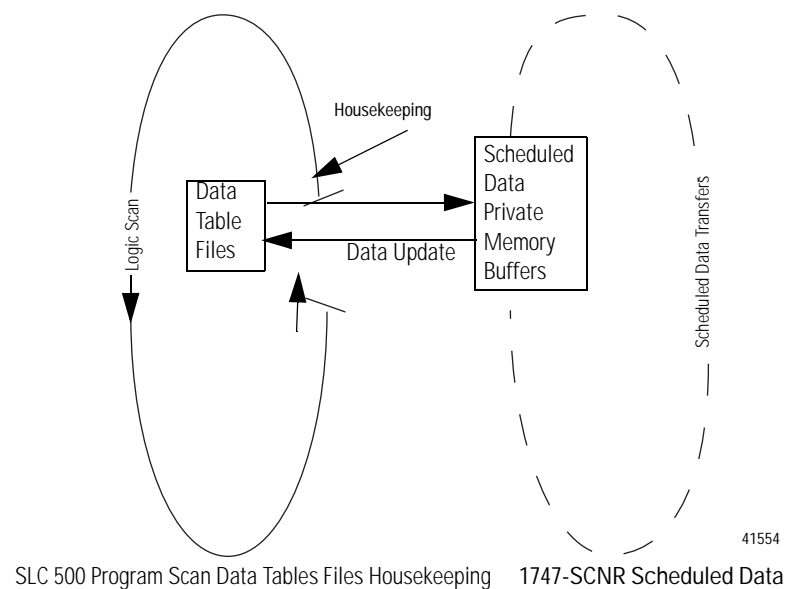 Housekeeping
Data
Table
Files
Scheduled
Data
Private
Memory
Buffers
Data Update
Logic Scan
Scheduled Data Transfers
41554
SLC 500 Program Scan Data Tables Files Housekeeping
1747-SCNR Scheduled Data